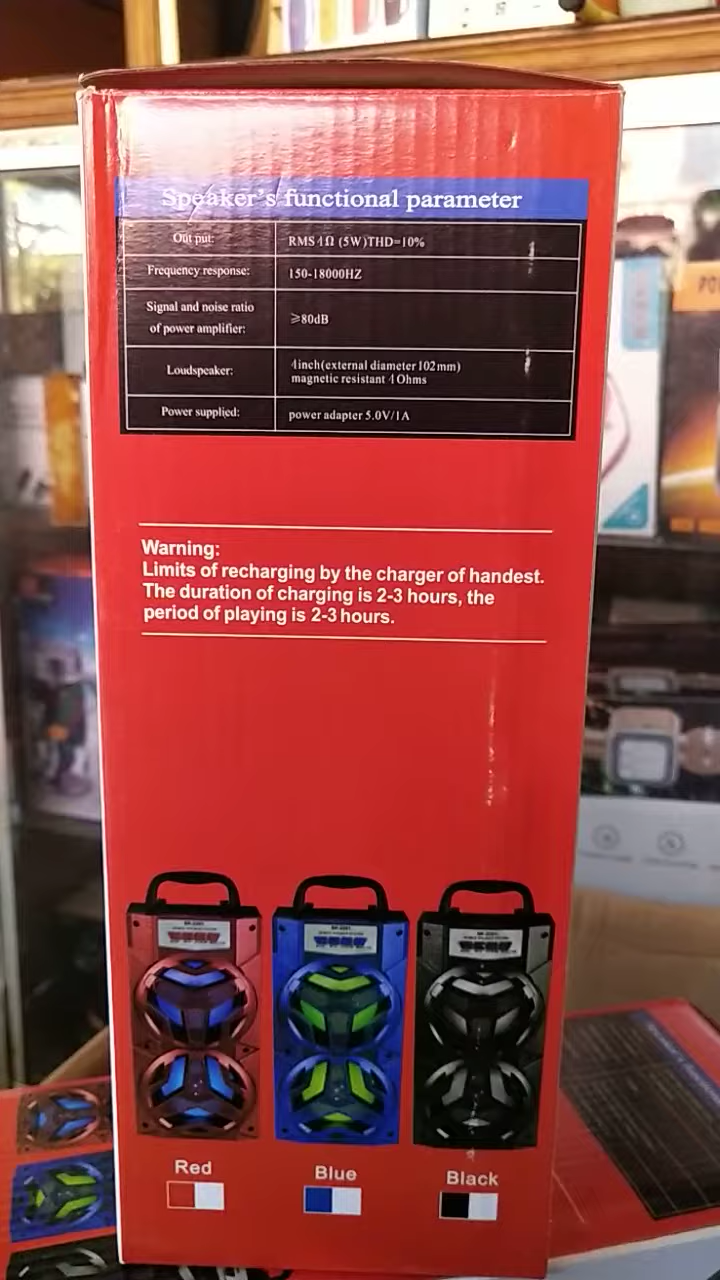 Speaker's functional parameter
Out put:
RMS 4Ω (5W)THD=10%
Frequency response:
150-18000HZ
Signal and noise ratio
of power amplifier:
≥80dB
Loudspeaker:
4inch(external diameter 102mm)
magnetic resistant 4Ohms
Power supplied:
power adapter 5.0V/1A
Warning:
Limits of recharging by the charger of handest.
The duration of charging is 2-3 hours, the
period of playing is 2-3 hours.
Red
Blue
Black